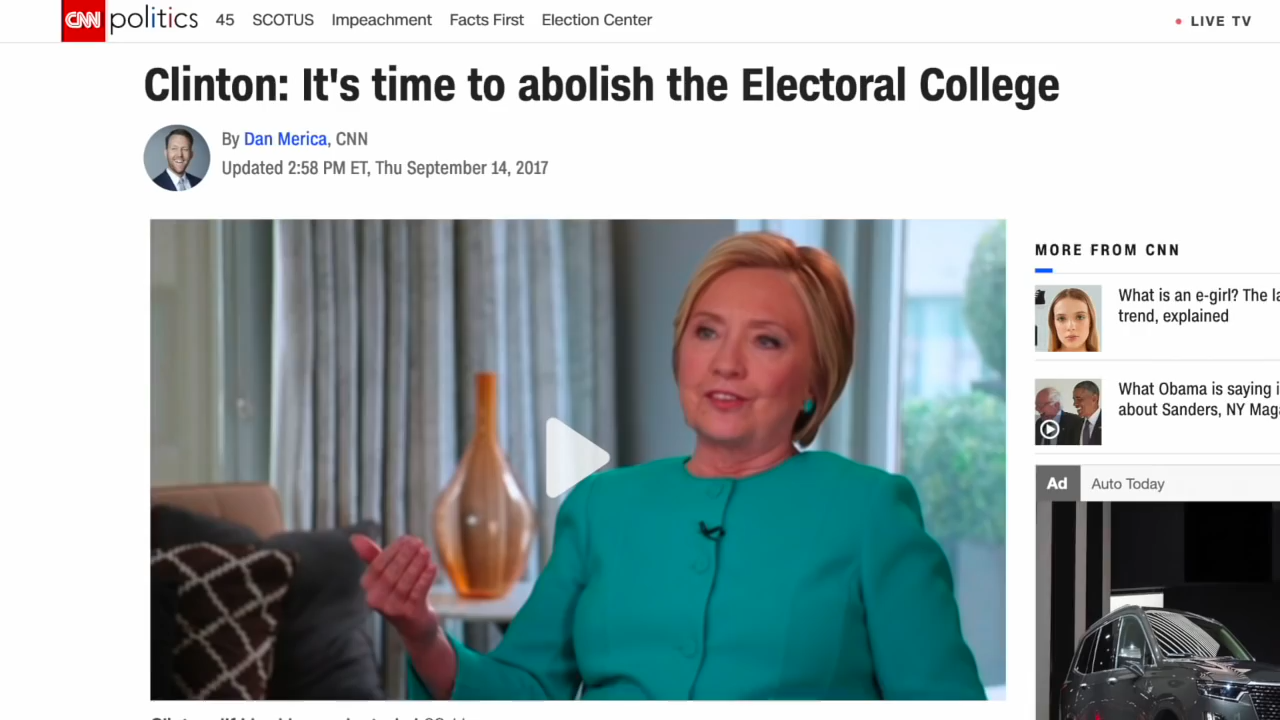 CNN politics 45 SCOTUS Impeachment Facts First Election Center LIVE TV
Clinton: It's time to abolish the Electoral College
By Dan Merica, CNN
Updated 2:58 PM ET, Thu September 14, 2017
MORE FROM CNN
What is an e-girl? The la
trend, explained
What Obama is saying i
about Sanders, NY Mag
Ad Auto Today